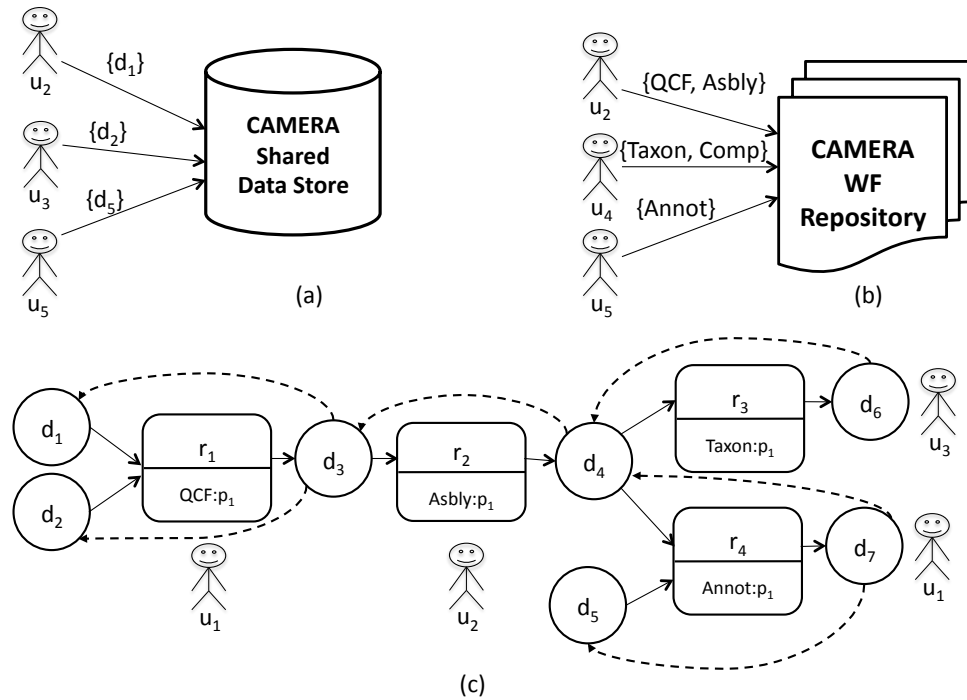 u₂
{d₁}
{d₂}
u₃
{d₅}
u₅
CAMERA
Shared
Data Store
(a)
u₂
{QCF, Asbly}
{Taxon, Comp}
u₄
{Annot}
u₅
CAMERA
WF
Repository
(b)
d₁
d₂
r₁
QCF:p₁
u₁
d₃
r₂
Asbly:p₁
u₂
d₄
r₃
Taxon:p₁
d₆
u₃
d₅
r₄
Annot:p₁
d₇
u₁
(c)